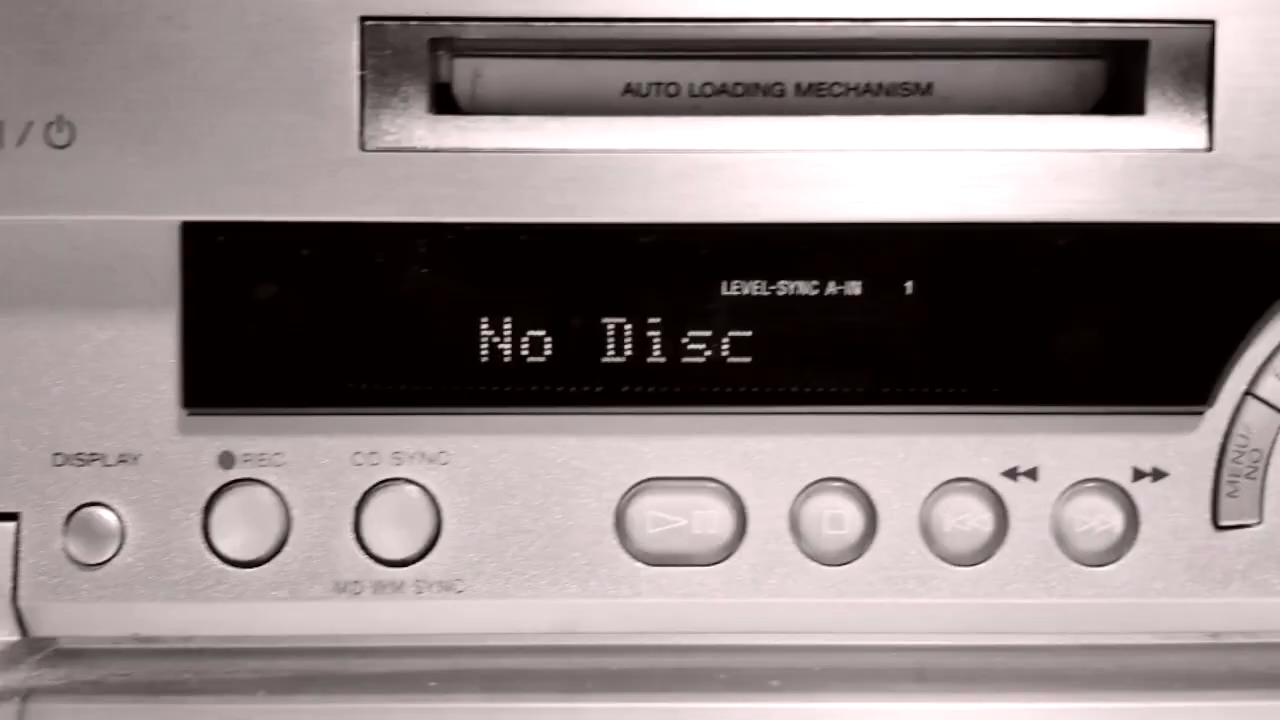 AUTO LOADING MECHANISM
LEVEL-SYNC A-IN 1
No Disc
DISPLAY
REC
CD SYNC
MD WM SYNC
MENU/
NO